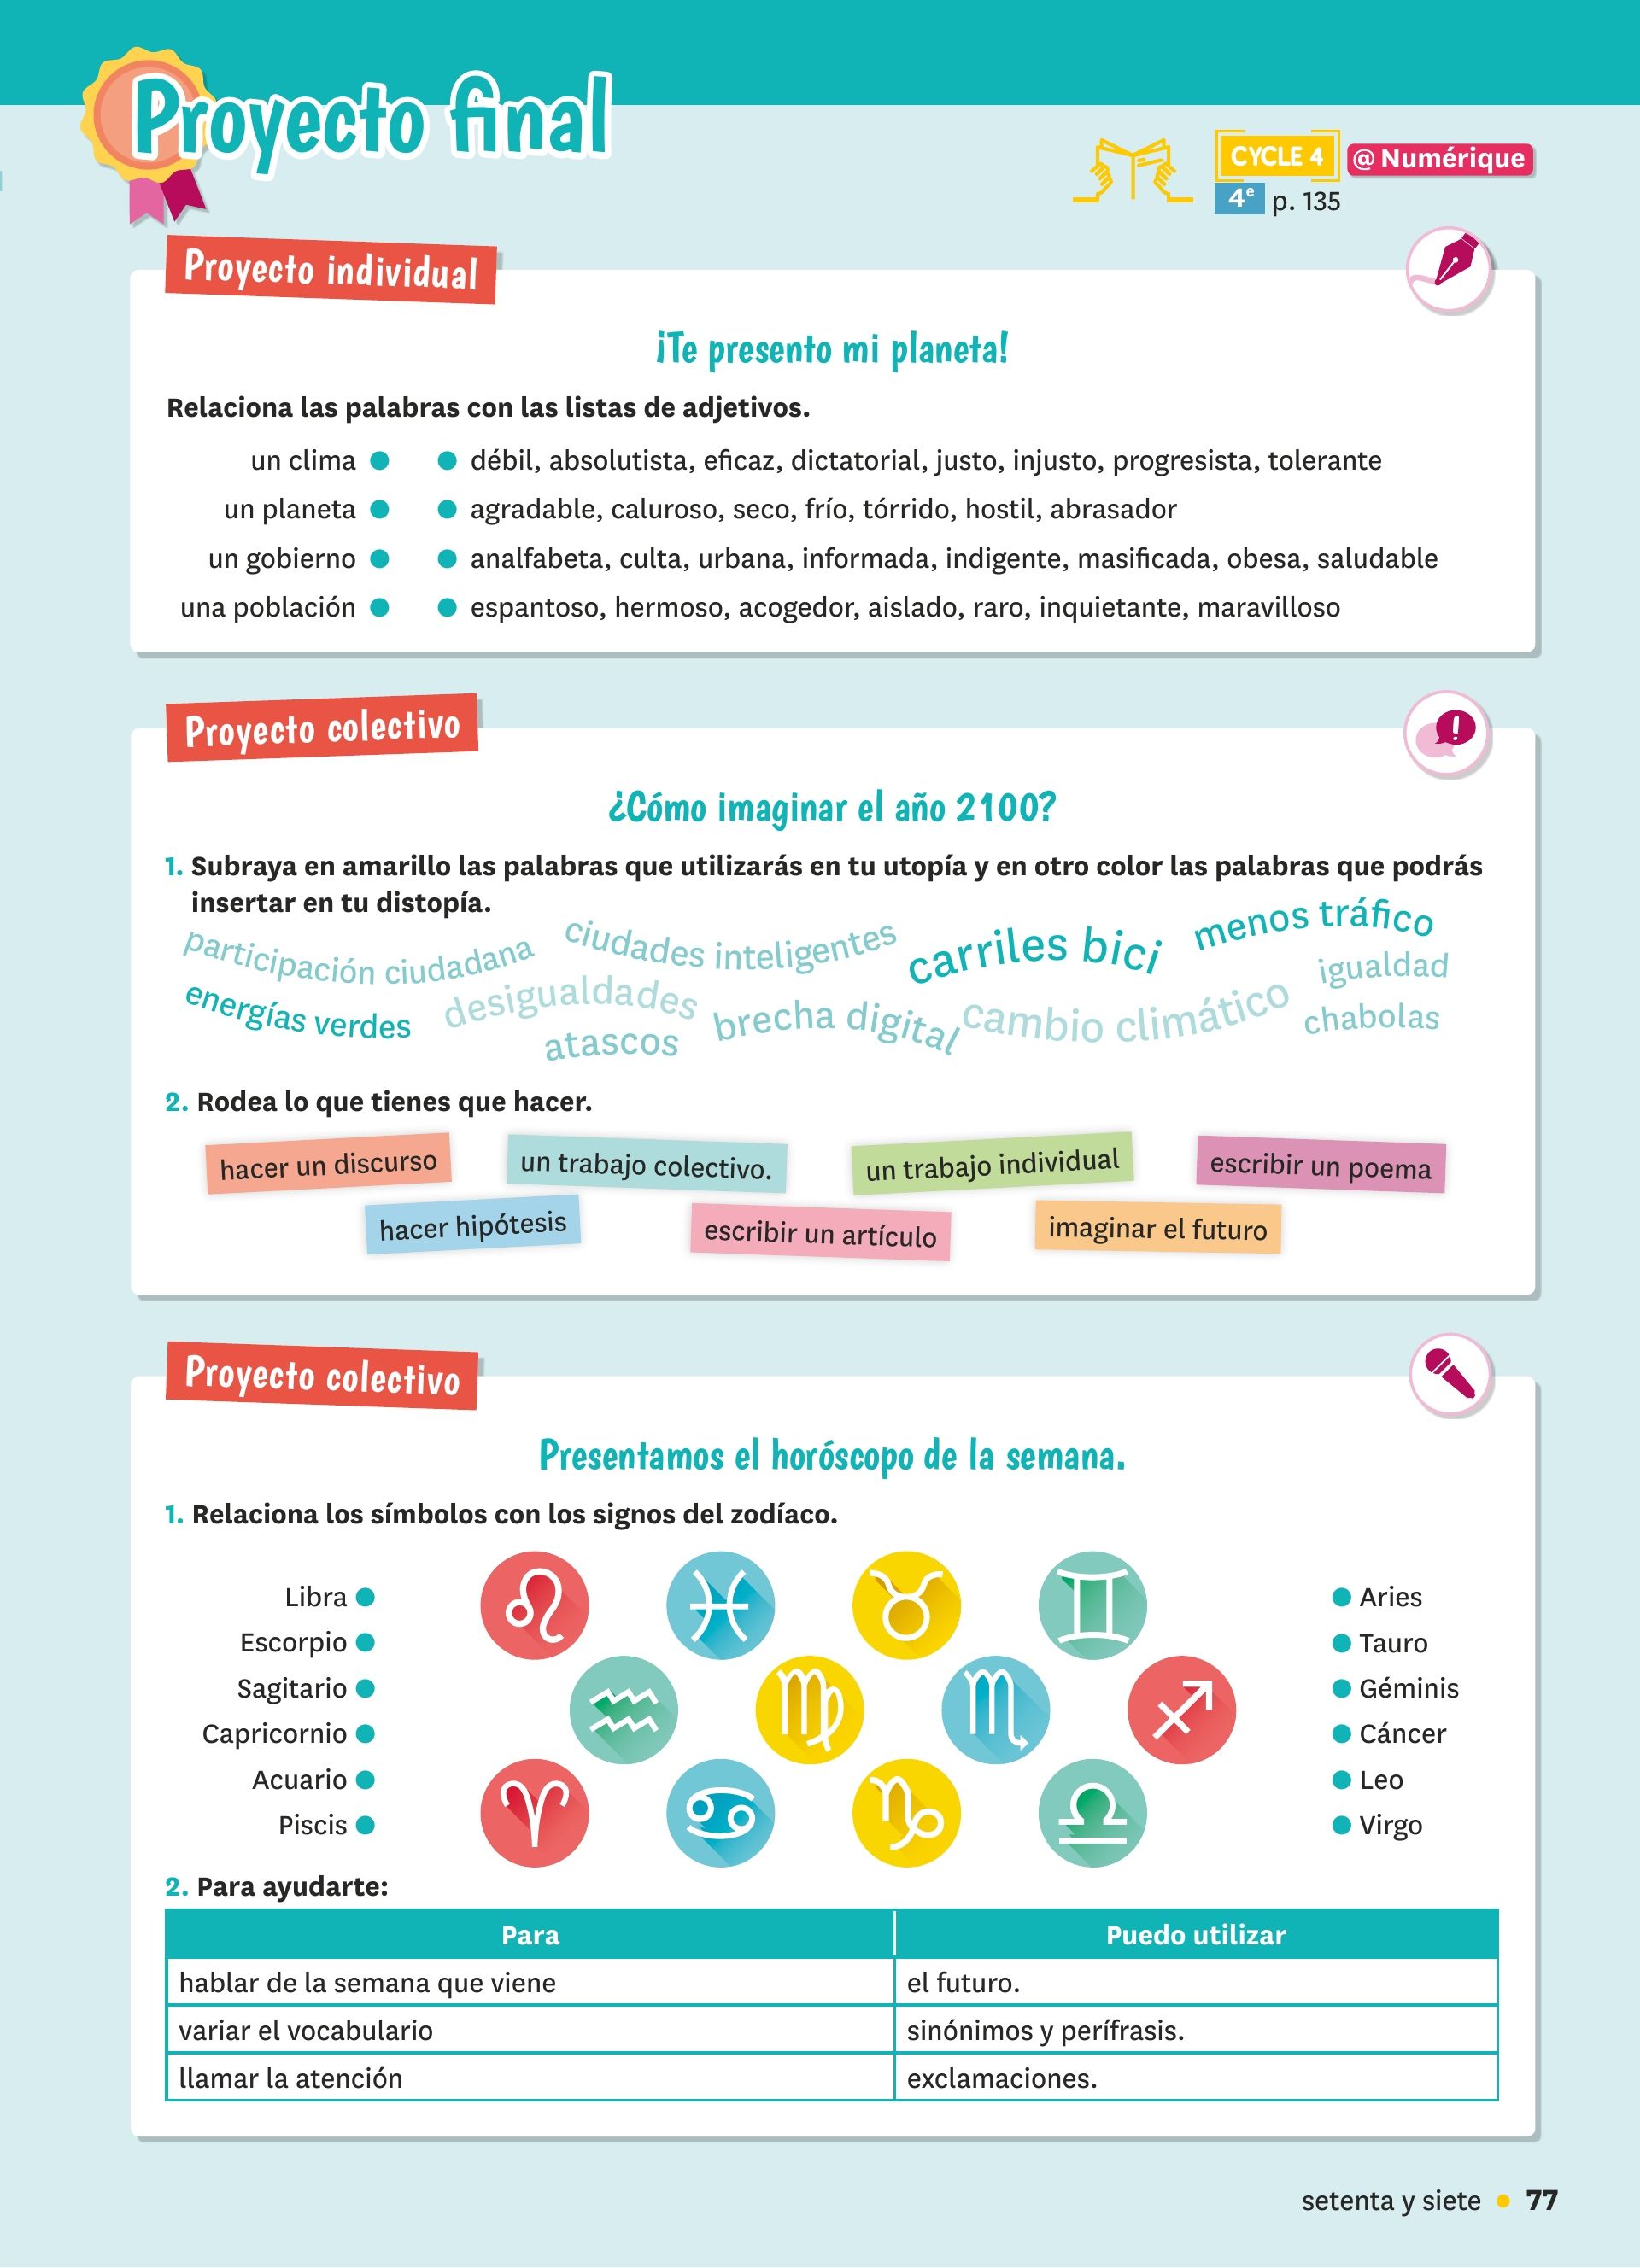 Proyecto final
CYCLE 4 @ Numérique
4e p. 135
Proyecto individual
¡Te presento mi planeta!
Relaciona las palabras con las listas de adjetivos.
un clima ● ● débil, absolutista, eficaz, dictatorial, justo, injusto, progresista, tolerante
un planeta ● ● agradable, caluroso, seco, frío, tórrido, hostil, abrasador
un gobierno ● ● analfabeta, culta, urbana, informada, indigente, masificada, obesa, saludable
una población ● ● espantoso, hermoso, acogedor, aislado, raro, inquietante, maravilloso
Proyecto colectivo
!
¿Cómo imaginar el año 2100?
1. Subraya en amarillo las palabras que utilizarás en tu utopía y en otro color las palabras que podrás
insertar en tu distopía.
participación ciudadana ciudades inteligentes carriles bici menos tráfico
igualdad
energías verdes desigualdades brecha digital cambio climático chabolas
atascos
2. Rodea lo que tienes que hacer.
hacer un discurso un trabajo colectivo. un trabajo individual escribir un poema
hacer hipótesis escribir un artículo imaginar el futuro
Proyecto colectivo
Presentamos el horóscopo de la semana.
1. Relaciona los símbolos con los signos del zodíaco.
Libra ● ● Aries
Escorpio ● ● Tauro
Sagitario ● ● Géminis
Capricornio ● ● Cáncer
Acuario ● ● Leo
Piscis ● ● Virgo
2. Para ayudarte:
Para Puedo utilizar
hablar de la semana que viene el futuro.
variar el vocabulario sinónimos y perífrasis.
llamar la atención exclamaciones.
setenta y siete ● 77